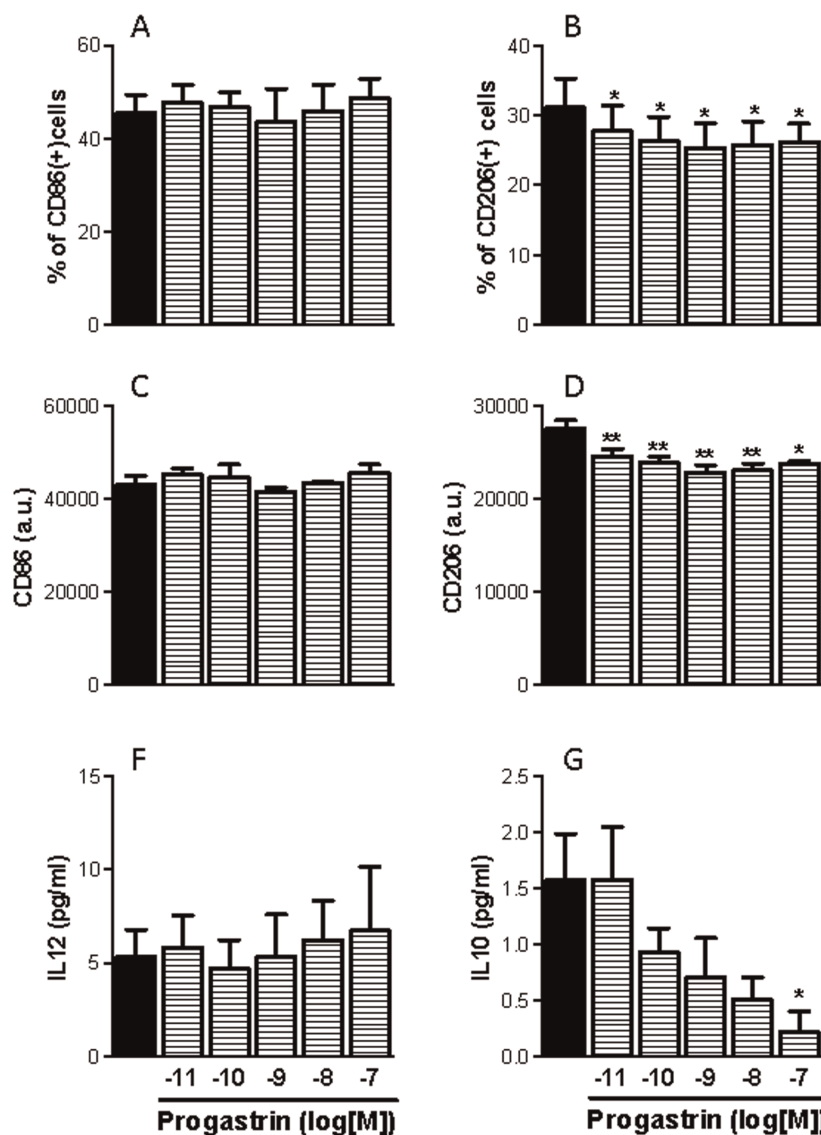 A
60
40
20
0
% of CD86(+)cells
B
* * * * *
40
30
20
10
0
% of CD206(+) cells
C
60000
40000
20000
0
CD86 (a.u.)
D
** ** ** ** *
30000
20000
10000
0
CD206 (a.u.)
F
15
10
5
0
IL12 (pg/ml)
-11 -10 -9 -8 -7
Progastrin (log[M])
G
*
2.5
2.0
1.5
1.0
0.5
0.0
IL10 (pg/ml)
-11 -10 -9 -8 -7
Progastrin (log[M])